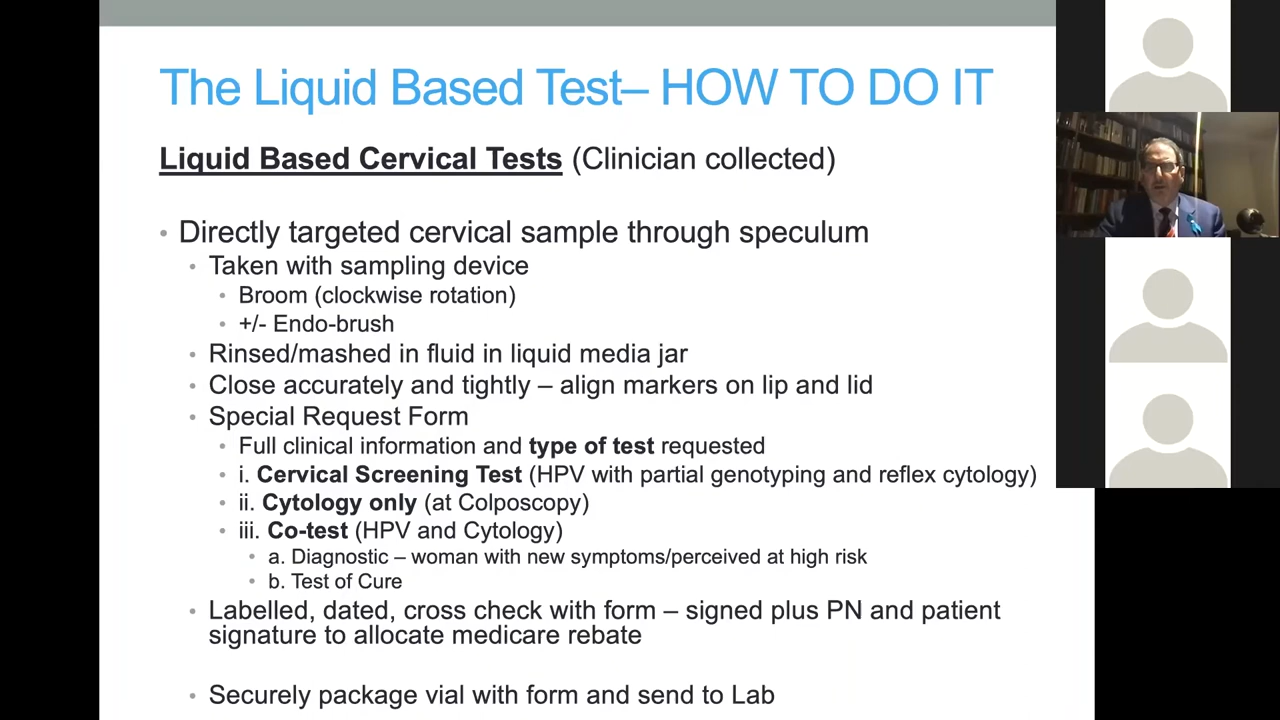 The Liquid Based Test– HOW TO DO IT
Liquid Based Cervical Tests (Clinician collected)
• Directly targeted cervical sample through speculum
• Taken with sampling device
• Broom (clockwise rotation)
• +/- Endo-brush
• Rinsed/mashed in fluid in liquid media jar
• Close accurately and tightly – align markers on lip and lid
• Special Request Form
• Full clinical information and type of test requested
• i. Cervical Screening Test (HPV with partial genotyping and reflex cytology)
• ii. Cytology only (at Colposcopy)
• iii. Co-test (HPV and Cytology)
• a. Diagnostic – woman with new symptoms/perceived at high risk
• b. Test of Cure
• Labelled, dated, cross check with form – signed plus PN and patient
signature to allocate medicare rebate
• Securely package vial with form and send to Lab